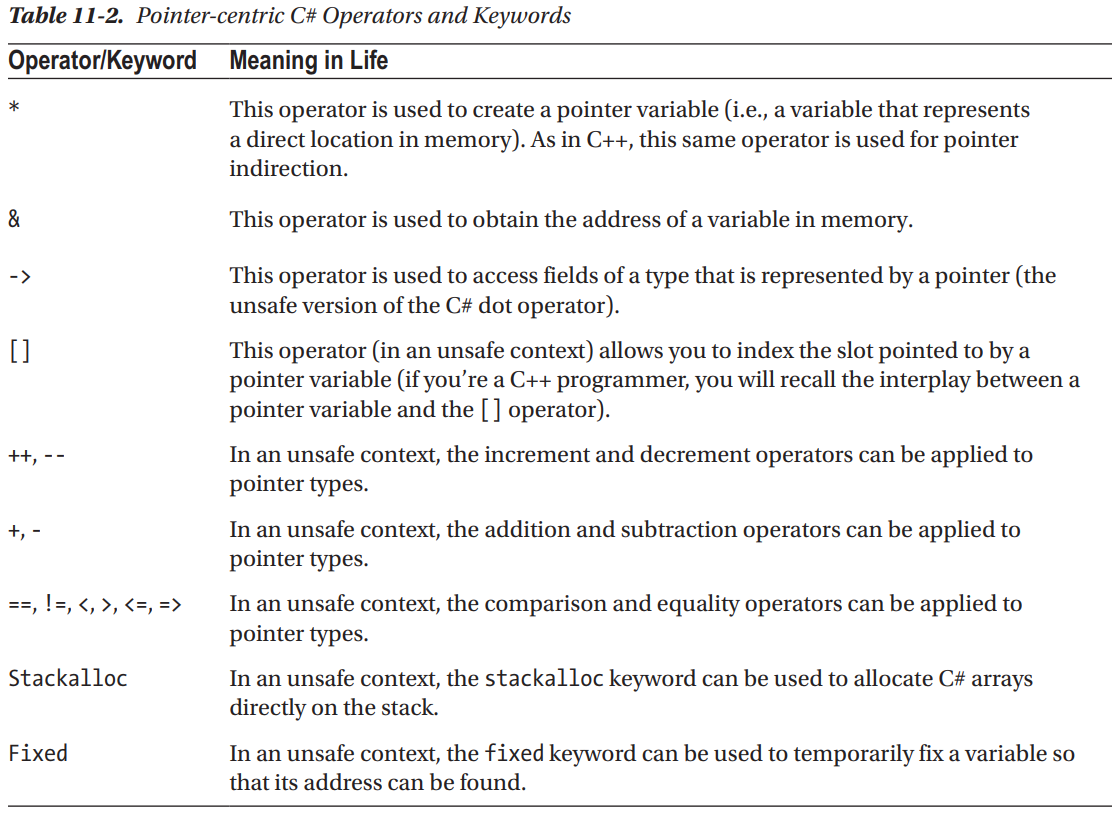 Table 11-2. Pointer-centric C# Operators and Keywords
Operator/Keyword Meaning in Life
* This operator is used to create a pointer variable (i.e., a variable that represents
a direct location in memory). As in C++, this same operator is used for pointer
indirection.
& This operator is used to obtain the address of a variable in memory.
-> This operator is used to access fields of a type that is represented by a pointer (the
unsafe version of the C# dot operator).
[] This operator (in an unsafe context) allows you to index the slot pointed to by a
pointer variable (if you’re a C++ programmer, you will recall the interplay between a
pointer variable and the [] operator).
++, -- In an unsafe context, the increment and decrement operators can be applied to
pointer types.
+, - In an unsafe context, the addition and subtraction operators can be applied to
pointer types.
==, !=, <, >, <=, => In an unsafe context, the comparison and equality operators can be applied to
pointer types.
Stackalloc In an unsafe context, the stackalloc keyword can be used to allocate C# arrays
directly on the stack.
Fixed In an unsafe context, the fixed keyword can be used to temporarily fix a variable so
that its address can be found.